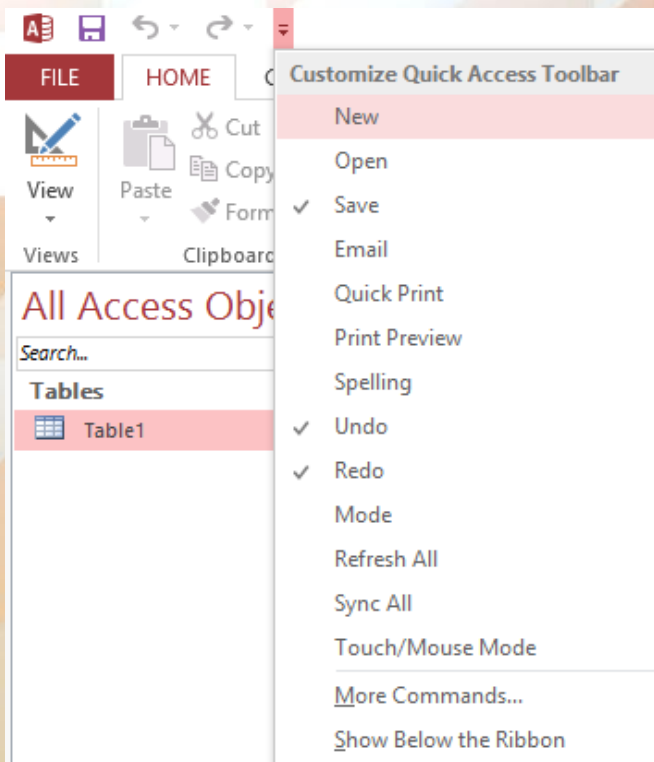 FILE
HOME
C
Customize Quick Access Toolbar
New
Open
Save
Email
Quick Print
Print Preview
Spelling
Undo
Redo
Mode
Refresh All
Sync All
Touch/Mouse Mode
More Commands...
Show Below the Ribbon
View
Paste
Cut
Copy
Form
Views
Clipboard
All Access Obje
Search...
Tables
Table1